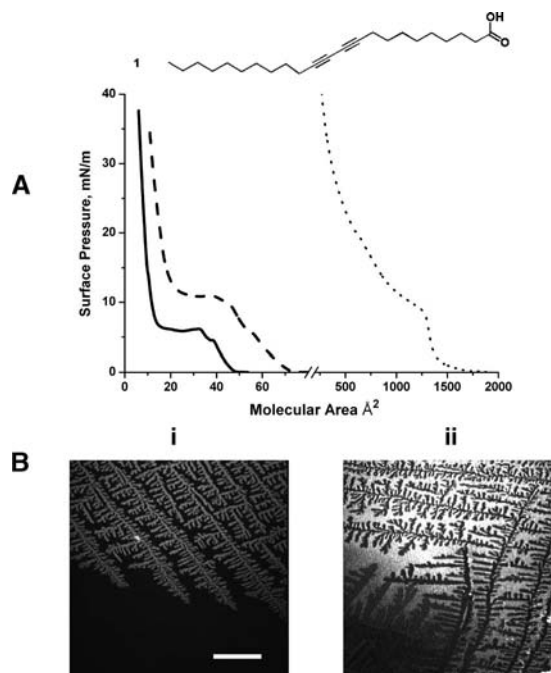 OH
O
1
A
Surface Pressure, mN/m
40
30
20
10
0
0 20 40 60 500 1000 1500 2000
Molecular Area Å²
B
i ii